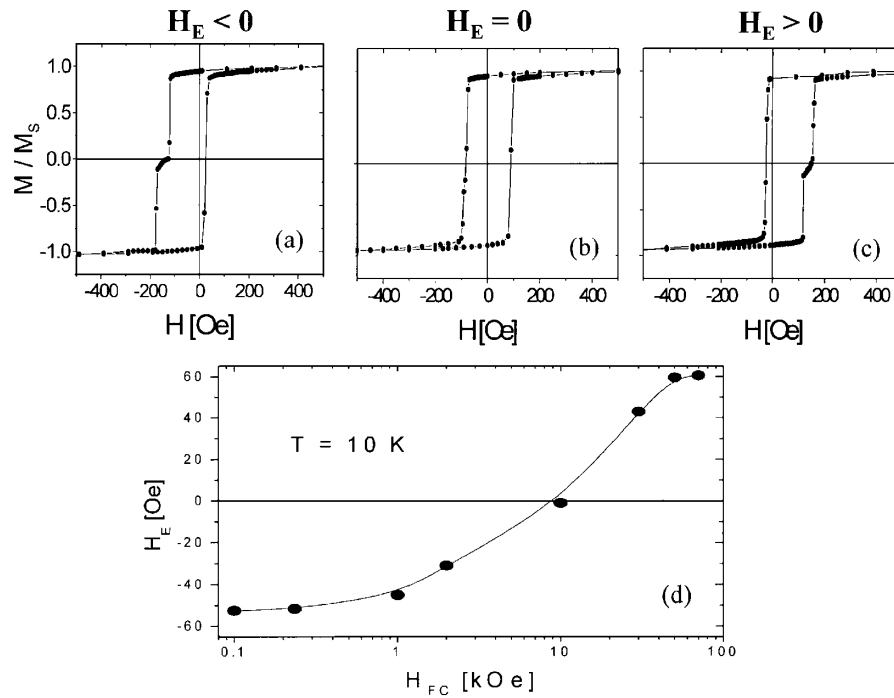 H_E < 0
H_E = 0
H_E > 0
M / M_S
1.0
0.5
0.0
-0.5
-1.0
(a)
(b)
(c)
-400 -200 0 200 400
-400 -200 0 200 400
-400 -200 0 200 400
H [Oe]
H[Oe]
H[Oe]
H_E [Oe]
60
40
20
0
-20
-40
-60
T = 10 K
(d)
0.1 1 10 100
H_FC [kOe]